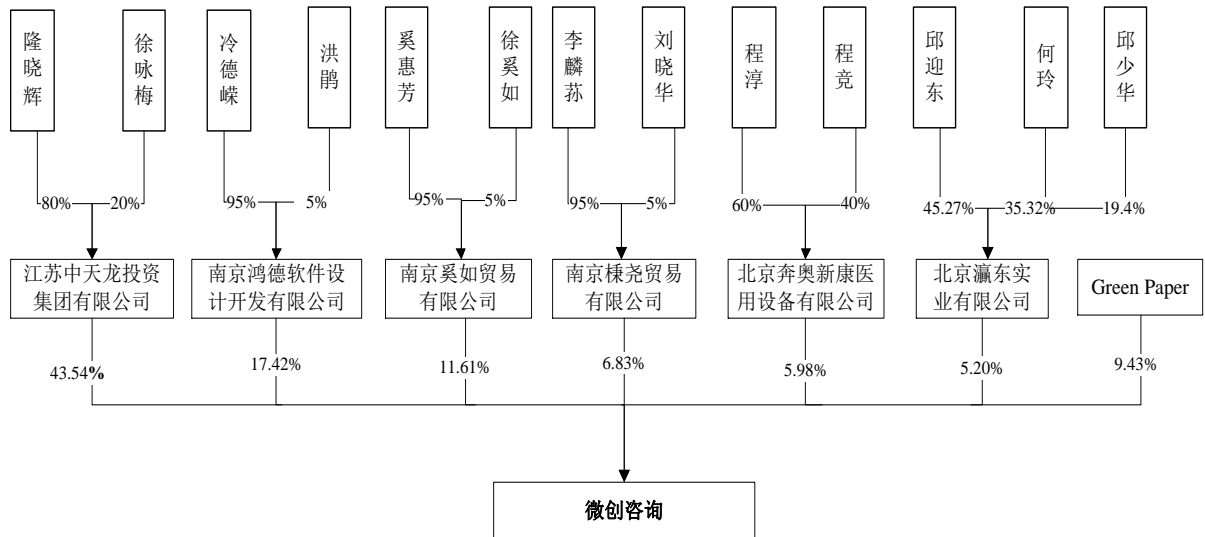 隆晓辉
徐咏梅
冷德嵘
洪鹃
奚惠芳
徐奚如
李麟荪
刘晓华
程淳
程竞
邱迎东
何玲
邱少华
80%
20%
95%
5%
95%
5%
95%
5%
60%
40%
45.27%
35.32%
19.4%
江苏中天龙投资
集团有限公司
南京鸿德软件设
计开发有限公司
南京奚如贸易
有限公司
南京棣尧贸易
有限公司
北京奔奥新康医
用设备有限公司
北京瀛东实
业有限公司
Green Paper
43.54%
17.42%
11.61%
6.83%
5.98%
5.20%
9.43%
微创咨询